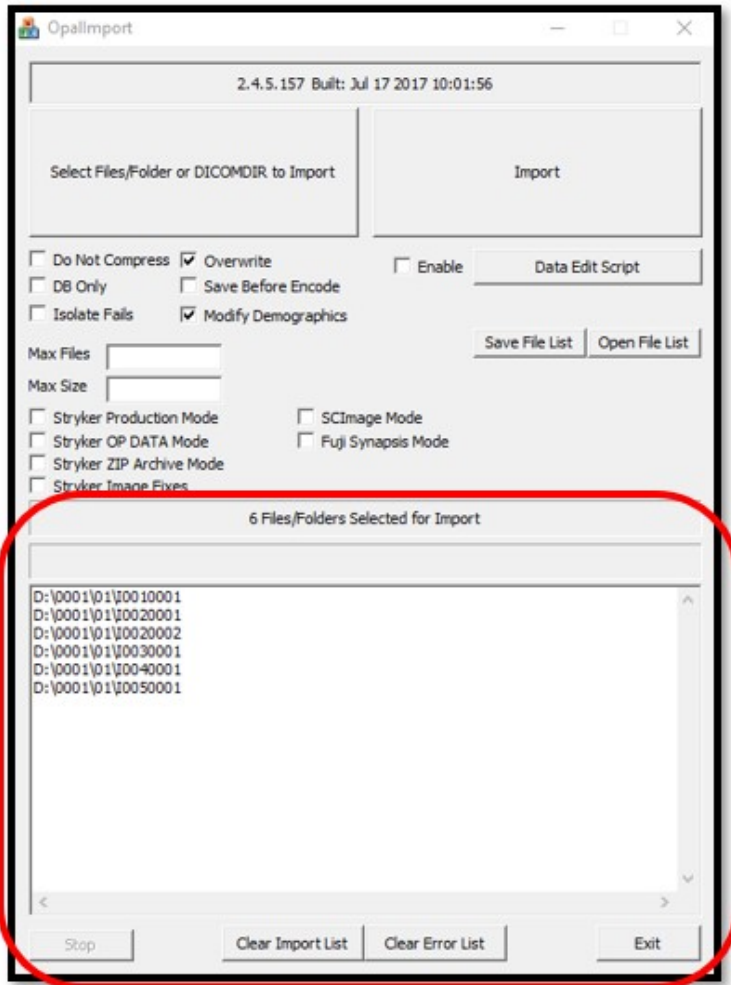 OpalImport
2.4.5.157 Built: Jul 17 2017 10:01:56
Select Files/Folder or DICOMDIR to Import
Import
Do Not Compress Overwrite Enable Data Edit Script
DB Only Save Before Encode
Isolate Fails Modify Demographics
Save File List Open File List
Max Files
Max Size
Stryker Production Mode SCImage Mode
Stryker OP DATA Mode Fuji Synapsis Mode
Stryker ZIP Archive Mode
Stryker Image Fixes
6 Files/Folders Selected for Import
D:\0001\01\I0010001
D:\0001\01\I0020001
D:\0001\01\I0020002
D:\0001\01\I0030001
D:\0001\01\I0040001
D:\0001\01\I0050001
Stop Clear Import List Clear Error List Exit